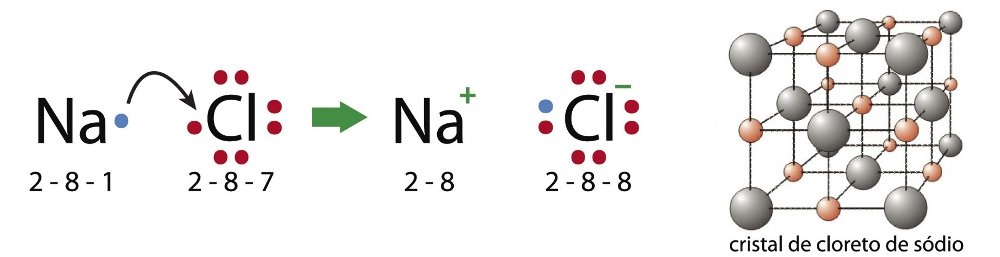 Na Cl Na+ Cl−
2 - 8 - 1 2 - 8 - 7 2 - 8 2 - 8 - 8
cristal de cloreto de sódio